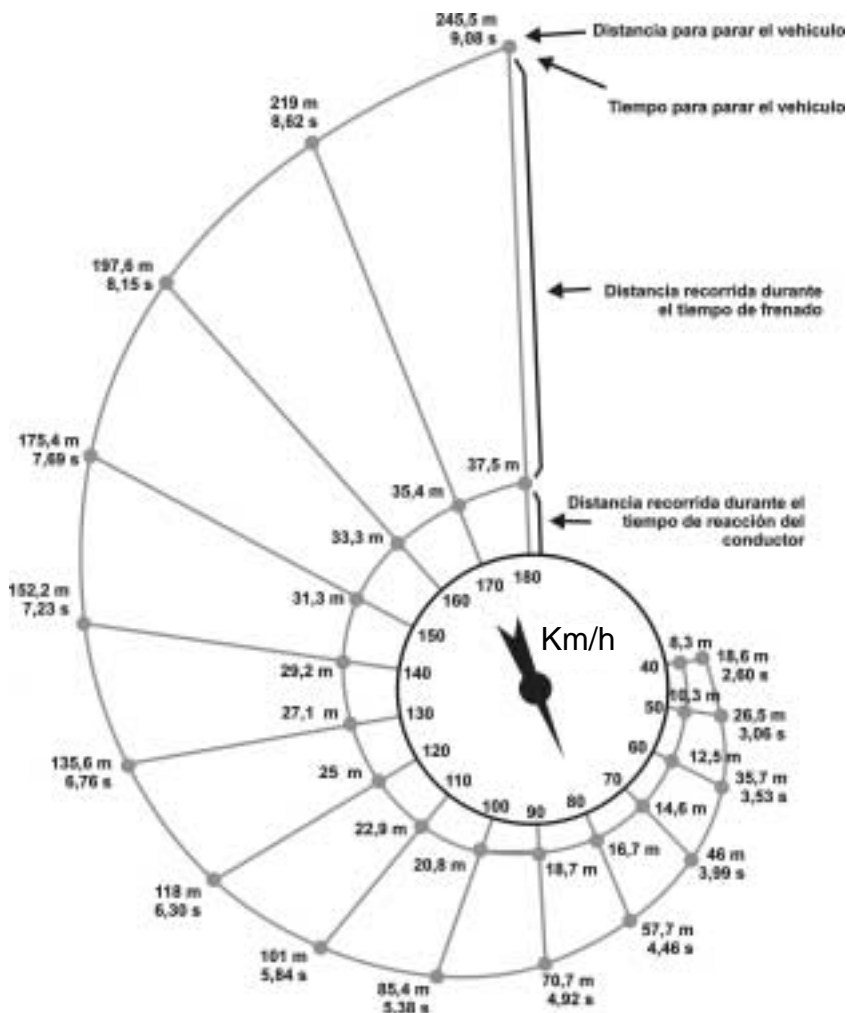 245,5 m
9,08 s
Distancia para parar el vehículo
Tiempo para parar el vehículo
219 m
8,62 s
197,6 m
8,15 s
Distancia recorrida durante
el tiempo de frenado
175,4 m
7,69 s
37,5 m
35,4 m
Distancia recorrida durante el
tiempo de reacción del
conductor
33,3 m
180
170
160
152,2 m
7,23 s
31,3 m
150
Km/h
8,3 m
18,6 m
2,60 s
40
29,2 m
140
10,3 m
50
26,5 m
3,06 s
27,1 m
130
120
60
12,5 m
35,7 m
3,53 s
135,6 m
6,76 s
25 m
110
100
90
80
70
14,6 m
22,9 m
20,8 m
18,7 m
16,7 m
46 m
3,99 s
118 m
6,30 s
57,7 m
4,46 s
101 m
5,84 s
85,4 m
5,38 s
70,7 m
4,92 s